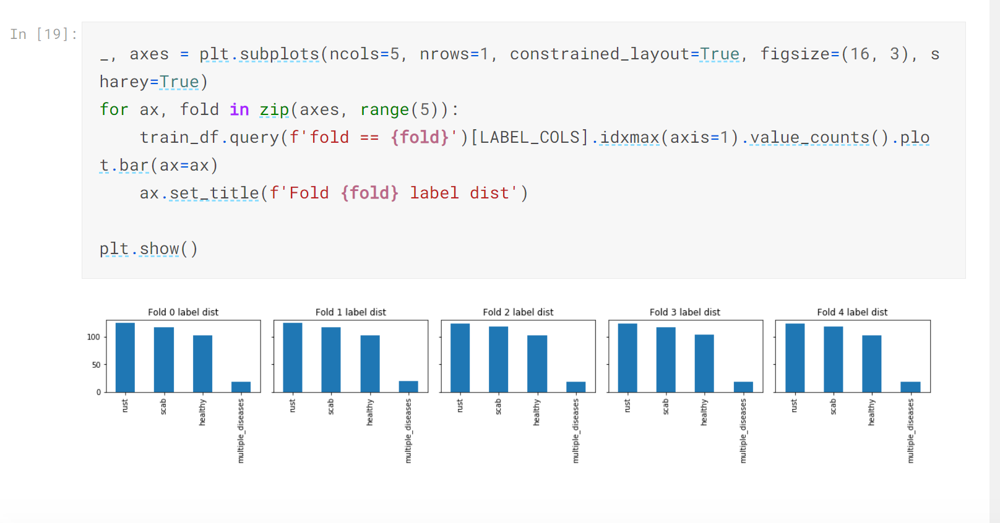 In [19]:
_, axes = plt.subplots(ncols=5, nrows=1, constrained_layout=True, figsize=(16, 3), s
harey=True)
for ax, fold in zip(axes, range(5)):
    train_df.query(f'fold == {fold}')[LABEL_COLS].idxmax(axis=1).value_counts().plo
t.bar(ax=ax)
    ax.set_title(f'Fold {fold} label dist')
plt.show()
Fold 0 label dist
Fold 1 label dist
Fold 2 label dist
Fold 3 label dist
Fold 4 label dist
100
50
0
rust
scab
healthy
multiple_diseases
rust
scab
healthy
multiple_diseases
rust
scab
healthy
multiple_diseases
rust
scab
healthy
multiple_diseases
rust
scab
healthy
multiple_diseases